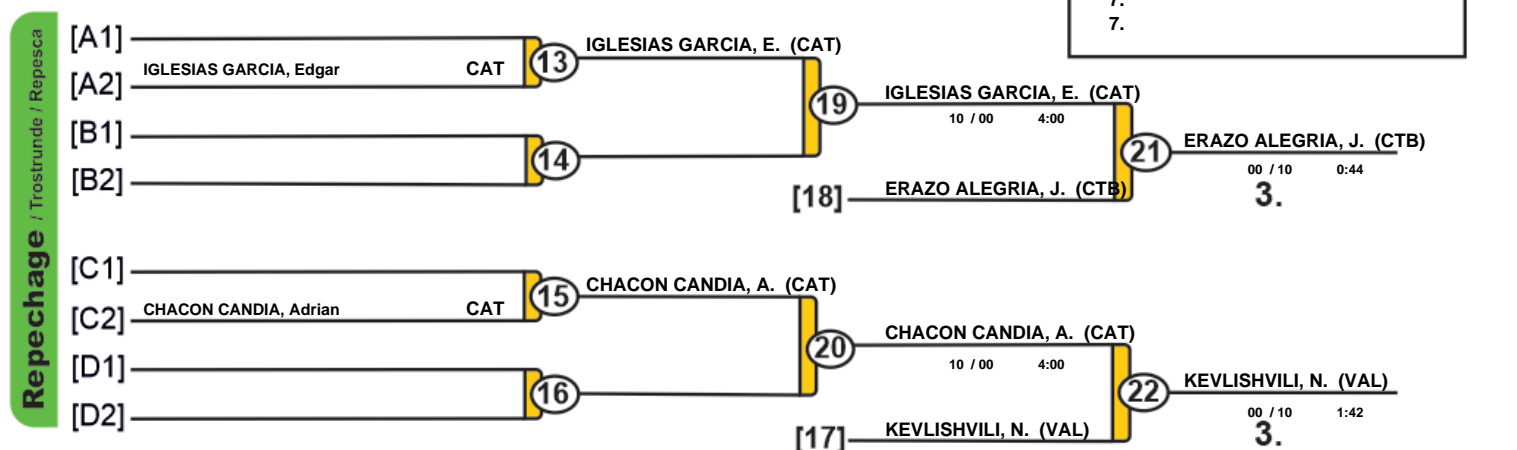 7.
7.
Repechage / Trostrunde / Repesca
[A1]
IGLESIAS GARCIA, E. (CAT)
[A2] IGLESIAS GARCIA, Edgar CAT 13
19 IGLESIAS GARCIA, E. (CAT)
10 / 00 4:00
[B1]
14
[B2]
21 ERAZO ALEGRIA, J. (CTB)
00 / 10 0:44
3.
[18] ERAZO ALEGRIA, J. (CTB)
[C1]
CHACON CANDIA, A. (CAT)
[C2] CHACON CANDIA, Adrian CAT 15
20 CHACON CANDIA, A. (CAT)
10 / 00 4:00
[D1]
16
[D2]
22 KEVLISHVILI, N. (VAL)
00 / 10 1:42
3.
[17] KEVLISHVILI, N. (VAL)